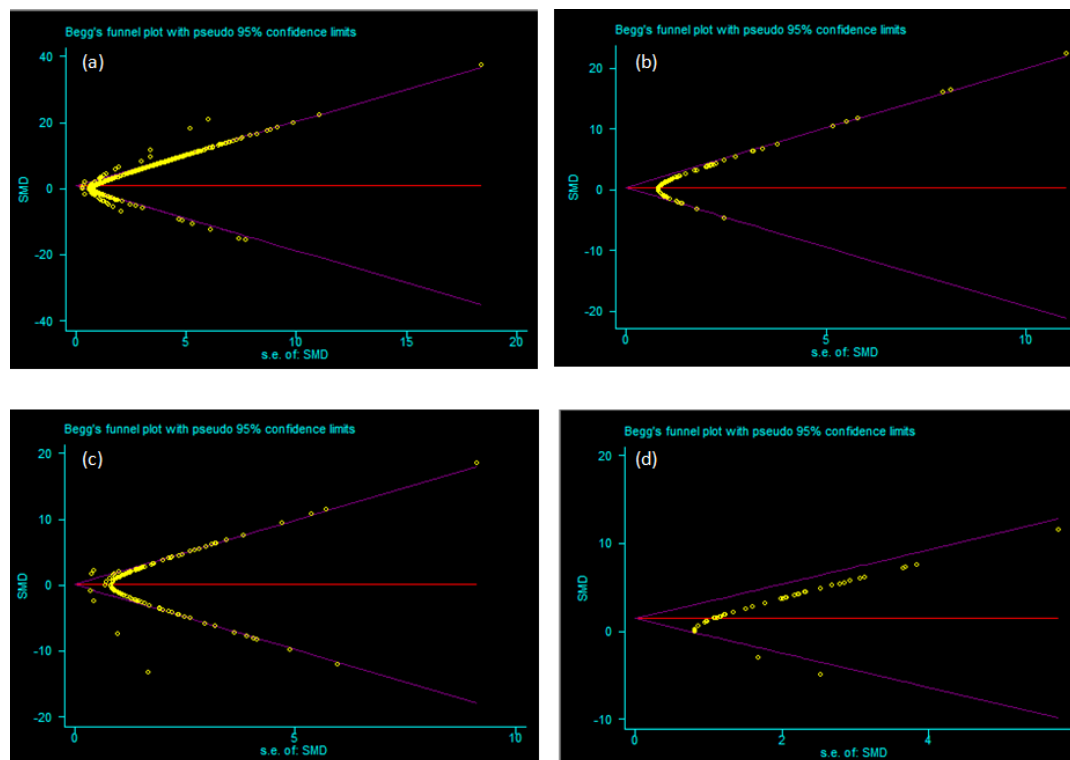 Begg's funnel plot with pseudo 95% confidence limits
(a)
40
20
0
-20
-40
SMD
0
5
10
15
20
s.e. of: SMD
Begg's funnel plot with pseudo 95% confidence limits
(b)
20
10
0
-10
-20
SMD
0
5
10
s.e. of: SMD
Begg's funnel plot with pseudo 95% confidence limits
(c)
20
10
0
-10
-20
SMD
0
5
10
s.e. of: SMD
Begg's funnel plot with pseudo 95% confidence limits
(d)
20
10
0
-10
SMD
0
2
4
s.e. of: SMD